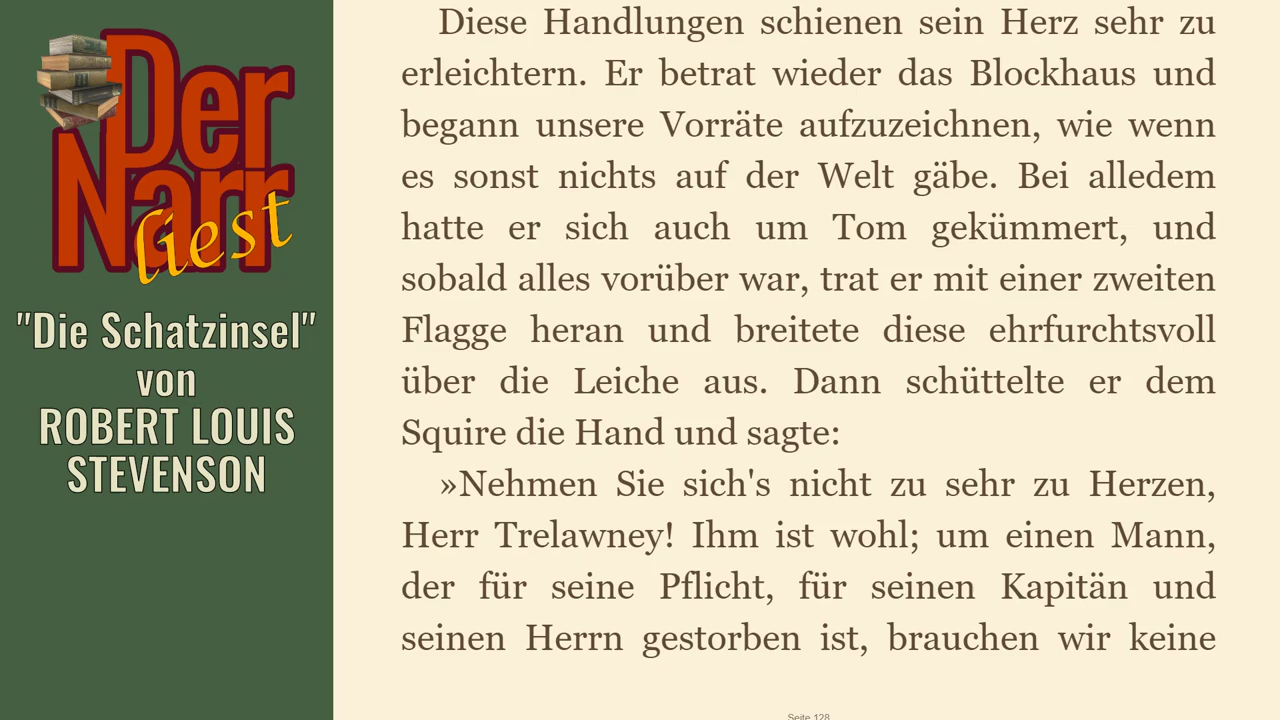 Der
Narr
liest
"Die Schatzinsel"
von
ROBERT LOUIS
STEVENSON
Diese Handlungen schienen sein Herz sehr zu
erleichtern. Er betrat wieder das Blockhaus und
begann unsere Vorräte aufzuzeichnen, wie wenn
es sonst nichts auf der Welt gäbe. Bei alledem
hatte er sich auch um Tom gekümmert, und
sobald alles vorüber war, trat er mit einer zweiten
Flagge heran und breitete diese ehrfurchtsvoll
über die Leiche aus. Dann schüttelte er dem
Squire die Hand und sagte:
»Nehmen Sie sich's nicht zu sehr zu Herzen,
Herr Trelawney! Ihm ist wohl; um einen Mann,
der für seine Pflicht, für seinen Kapitän und
seinen Herrn gestorben ist, brauchen wir keine
Seite 128